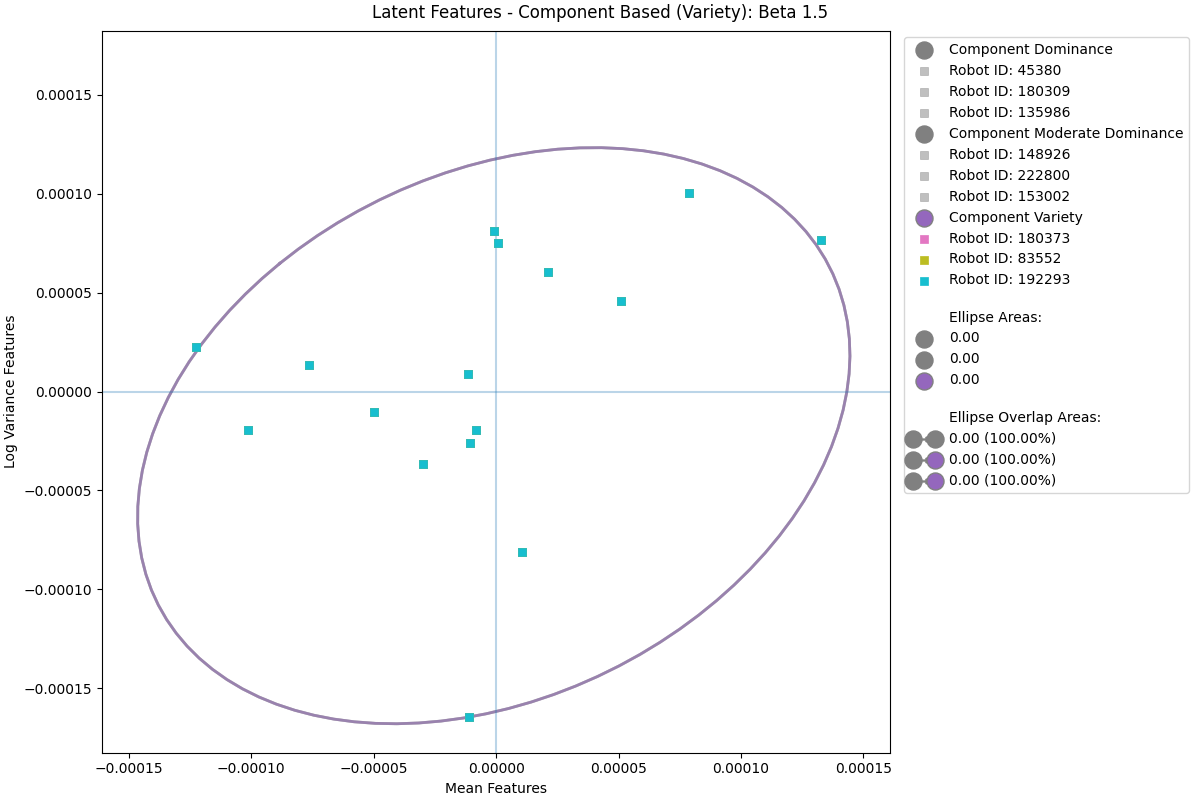 Latent Features - Component Based (Variety): Beta 1.5
Log Variance Features
0.00015
0.00010
0.00005
0.00000
−0.00005
−0.00010
−0.00015
−0.00015
−0.00010
−0.00005
0.00000
0.00005
0.00010
0.00015
Mean Features
Component Dominance
Robot ID: 45380
Robot ID: 180309
Robot ID: 135986
Component Moderate Dominance
Robot ID: 148926
Robot ID: 222800
Robot ID: 153002
Component Variety
Robot ID: 180373
Robot ID: 83552
Robot ID: 192293
Ellipse Areas:
0.00
0.00
0.00
Ellipse Overlap Areas:
0.00 (100.00%)
0.00 (100.00%)
0.00 (100.00%)